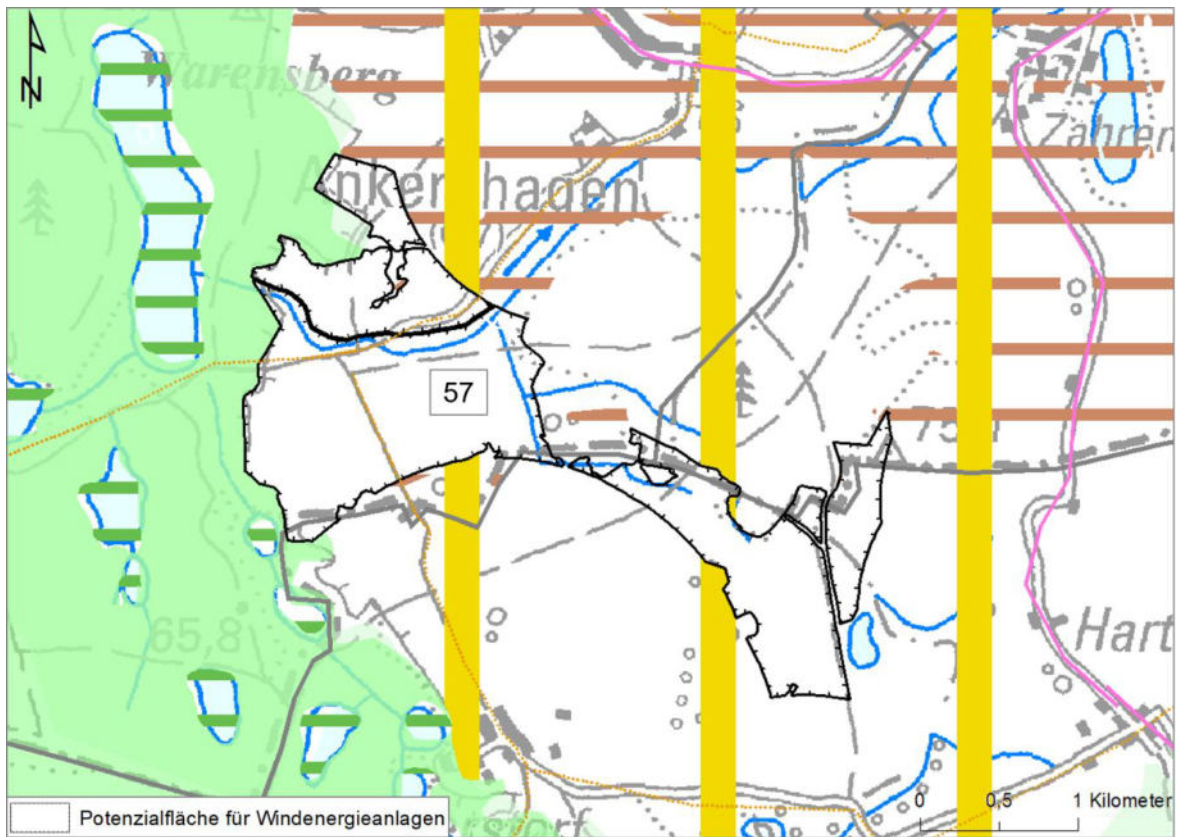 N
Warensberg
Zahren
Ankershagen
57
65,8
Hart
0 0,5 1 Kilometer
Potenzialfläche für Windenergieanlagen